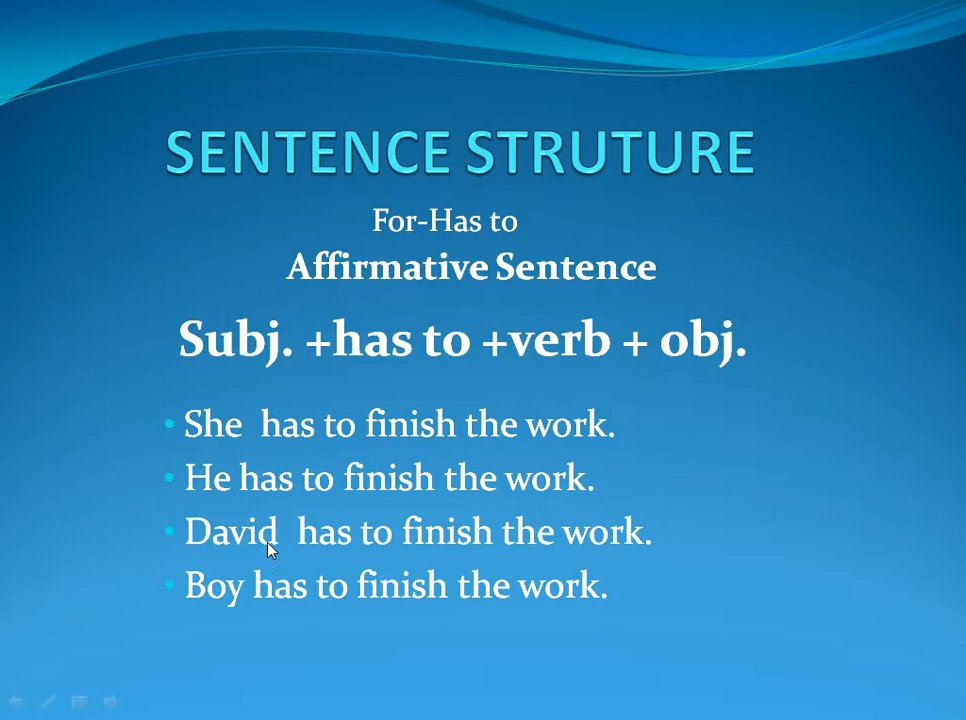 SENTENCE STRUTURE
For-Has to
Affirmative Sentence
Subj. +has to +verb + obj.
• She  has to finish the work.
• He has to finish the work.
• David  has to finish the work.
• Boy has to finish the work.